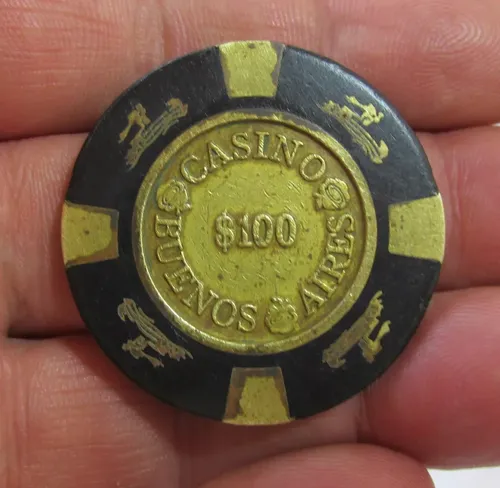 CASINO
$100
BUENOS AIRES